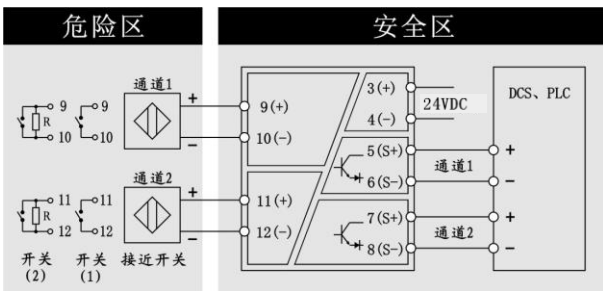 危险区
安全区
通道1
9
9
R
10
10
+
−
9(+)
10(-)
3(+)
4(-)
24VDC
DCS、PLC
5(S+)
6(S-)
通道1
+
−
通道2
11
11
R
12
12
+
−
11(+)
12(-)
7(S+)
8(S-)
通道2
+
−
开关
(2)
开关
(1)
接近开关